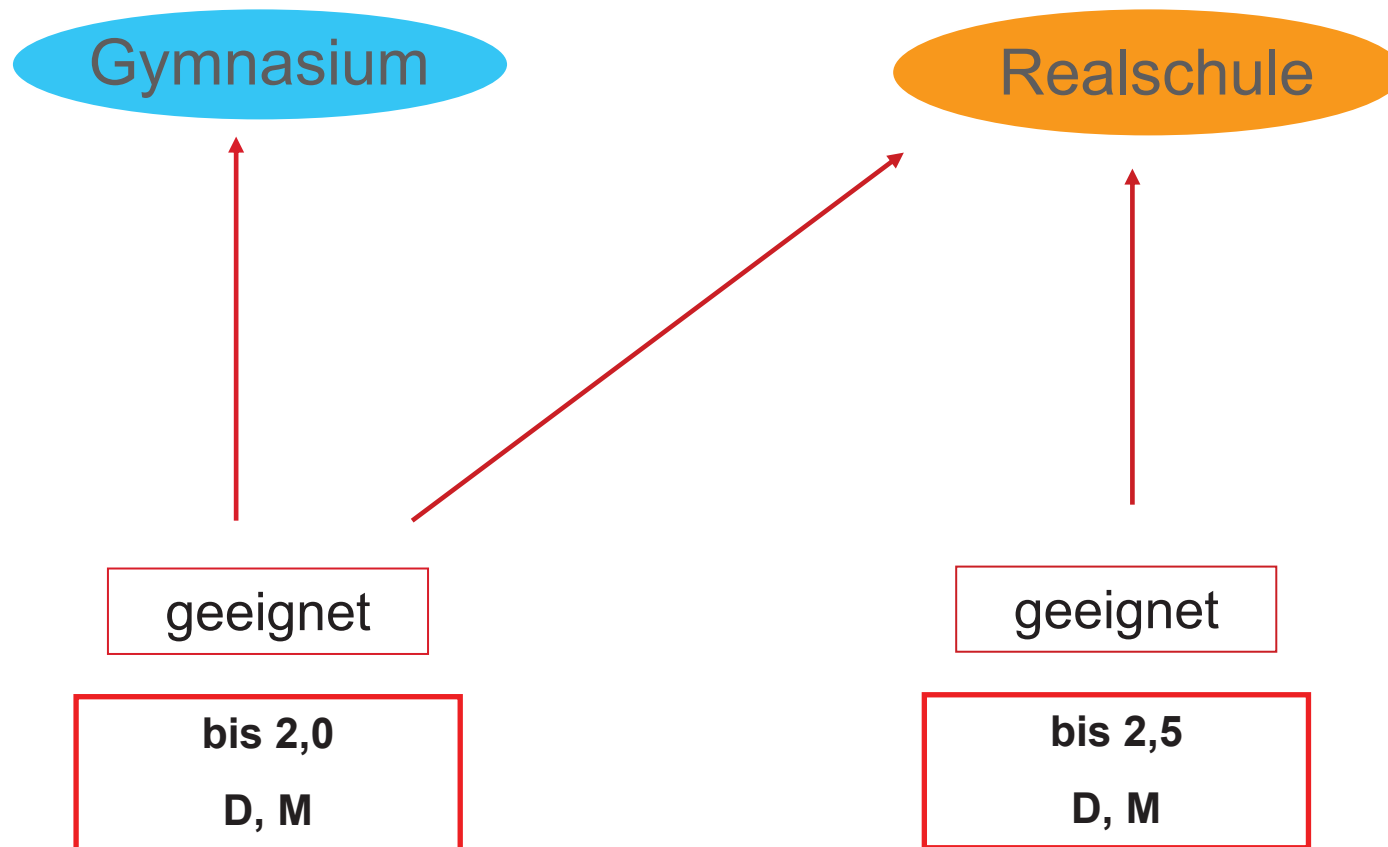 Gymnasium
Realschule
geeignet
geeignet
bis 2,0
D, M
bis 2,5
D, M